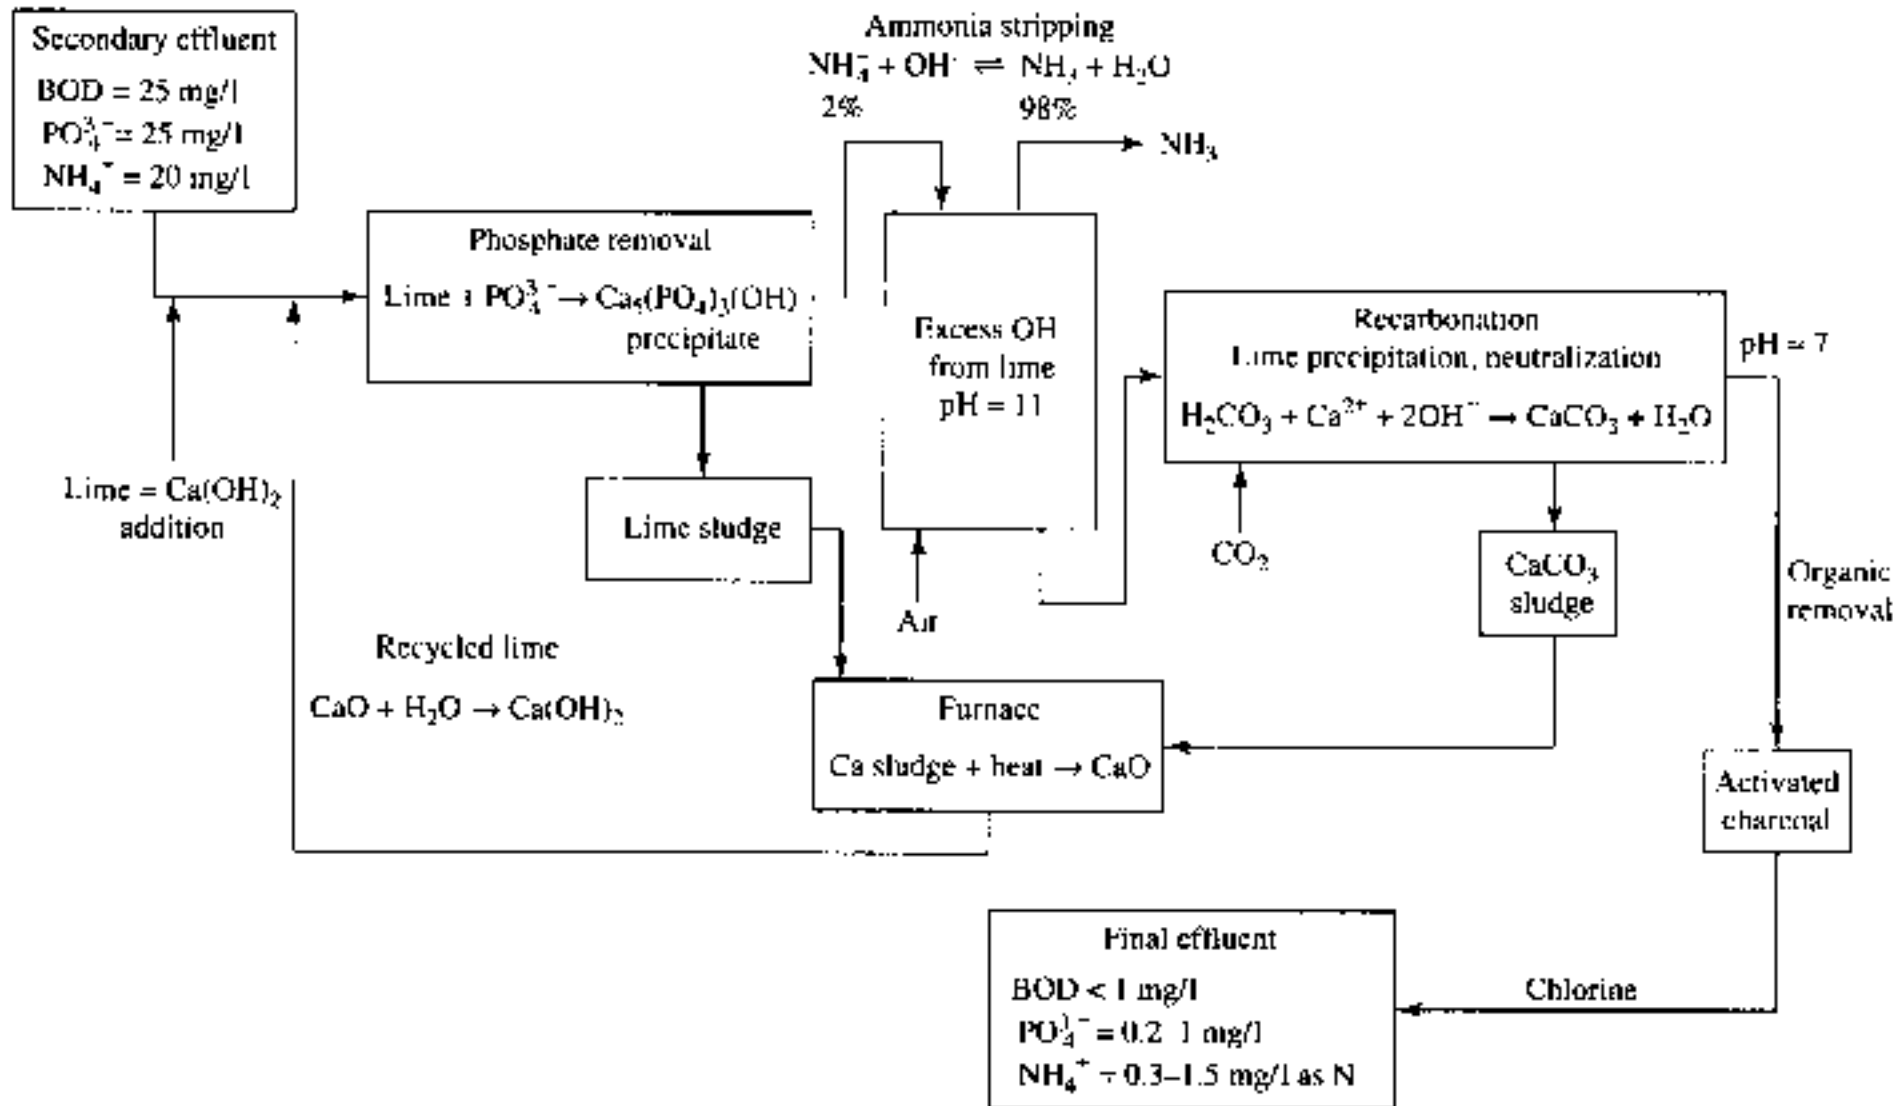 Secondary effluent
BOD = 25 mg/l
PO₄³⁻ = 25 mg/l
NH₄⁺ = 20 mg/l
Ammonia stripping
NH₄⁺ + OH⁻ ⇌ NH₃ + H₂O
2% 98%
NH₃
Phosphate removal
Lime + PO₄³⁻ → Ca₅(PO₄)₃(OH)
precipitate
Excess OH
from lime
pH = 11
Recarbonation
Lime precipitation, neutralization
H₂CO₃ + Ca²⁺ + 2OH⁻ → CaCO₃ + H₂O
pH = 7
Lime = Ca(OH)₂
addition
Lime sludge
Air
CO₂
CaCO₃
sludge
Organic
removal
Recycled lime
CaO + H₂O → Ca(OH)₂
Furnace
Ca sludge + heat → CaO
Activated
charcoal
Final effluent
BOD < 1 mg/l
PO₄³⁻ = 0.2–1 mg/l
NH₄⁺ = 0.3–1.5 mg/l as N
Chlorine